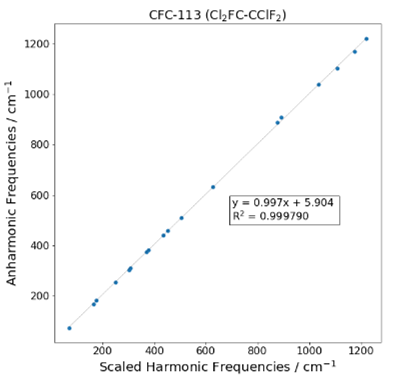 CFC-113 (Cl₂FC-CClF₂)
Anharmonic Frequencies / cm⁻¹
1200
1000
800
600
400
200
y = 0.997x + 5.904
R² = 0.999790
200 400 600 800 1000 1200
Scaled Harmonic Frequencies / cm⁻¹